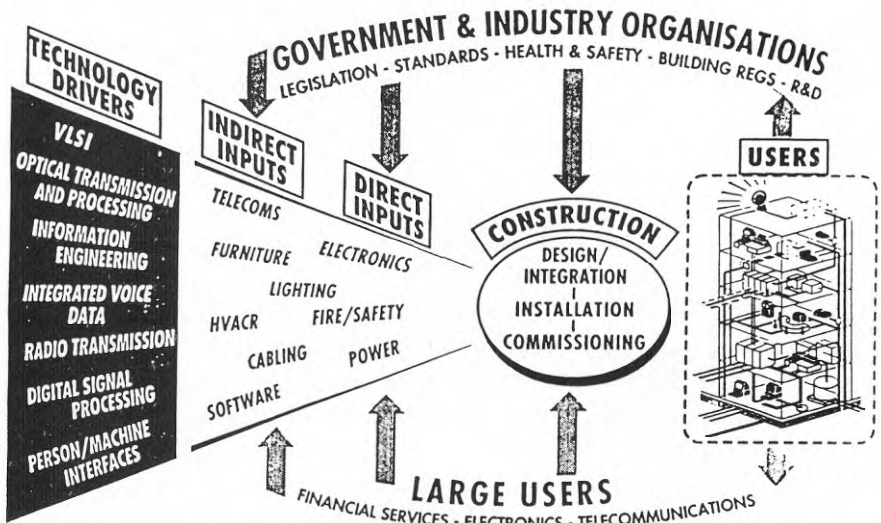 GOVERNMENT & INDUSTRY ORGANISATIONS
LEGISLATION - STANDARDS - HEALTH & SAFETY - BUILDING REGS - R&D
TECHNOLOGY
DRIVERS
VLSI
OPTICAL TRANSMISSION
AND PROCESSING
INFORMATION
ENGINEERING
INTEGRATED VOICE
DATA
RADIO TRANSMISSION
DIGITAL SIGNAL
PROCESSING
PERSON/MACHINE
INTERFACES
INDIRECT
INPUTS
DIRECT
INPUTS
TELECOMS
FURNITURE ELECTRONICS
LIGHTING
HVACR FIRE/SAFETY
CABLING POWER
SOFTWARE
CONSTRUCTION
DESIGN/
INTEGRATION
INSTALLATION
COMMISSIONING
USERS
LARGE USERS
FINANCIAL SERVICES - ELECTRONICS - TELECOMMUNICATIONS